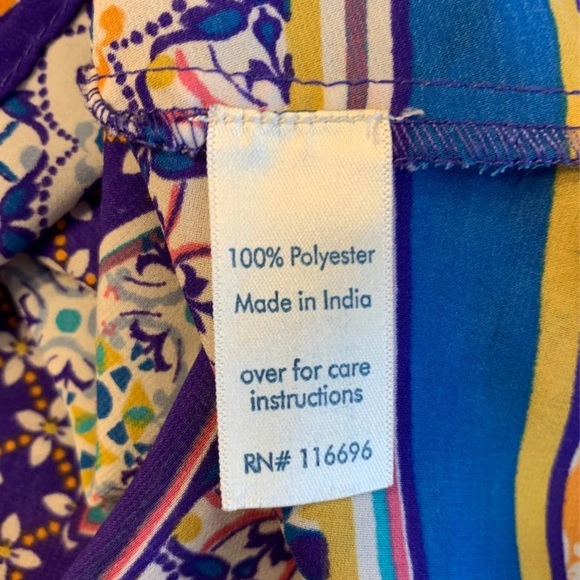 100% Polyester
Made in India
over for care
instructions
RN# 116696